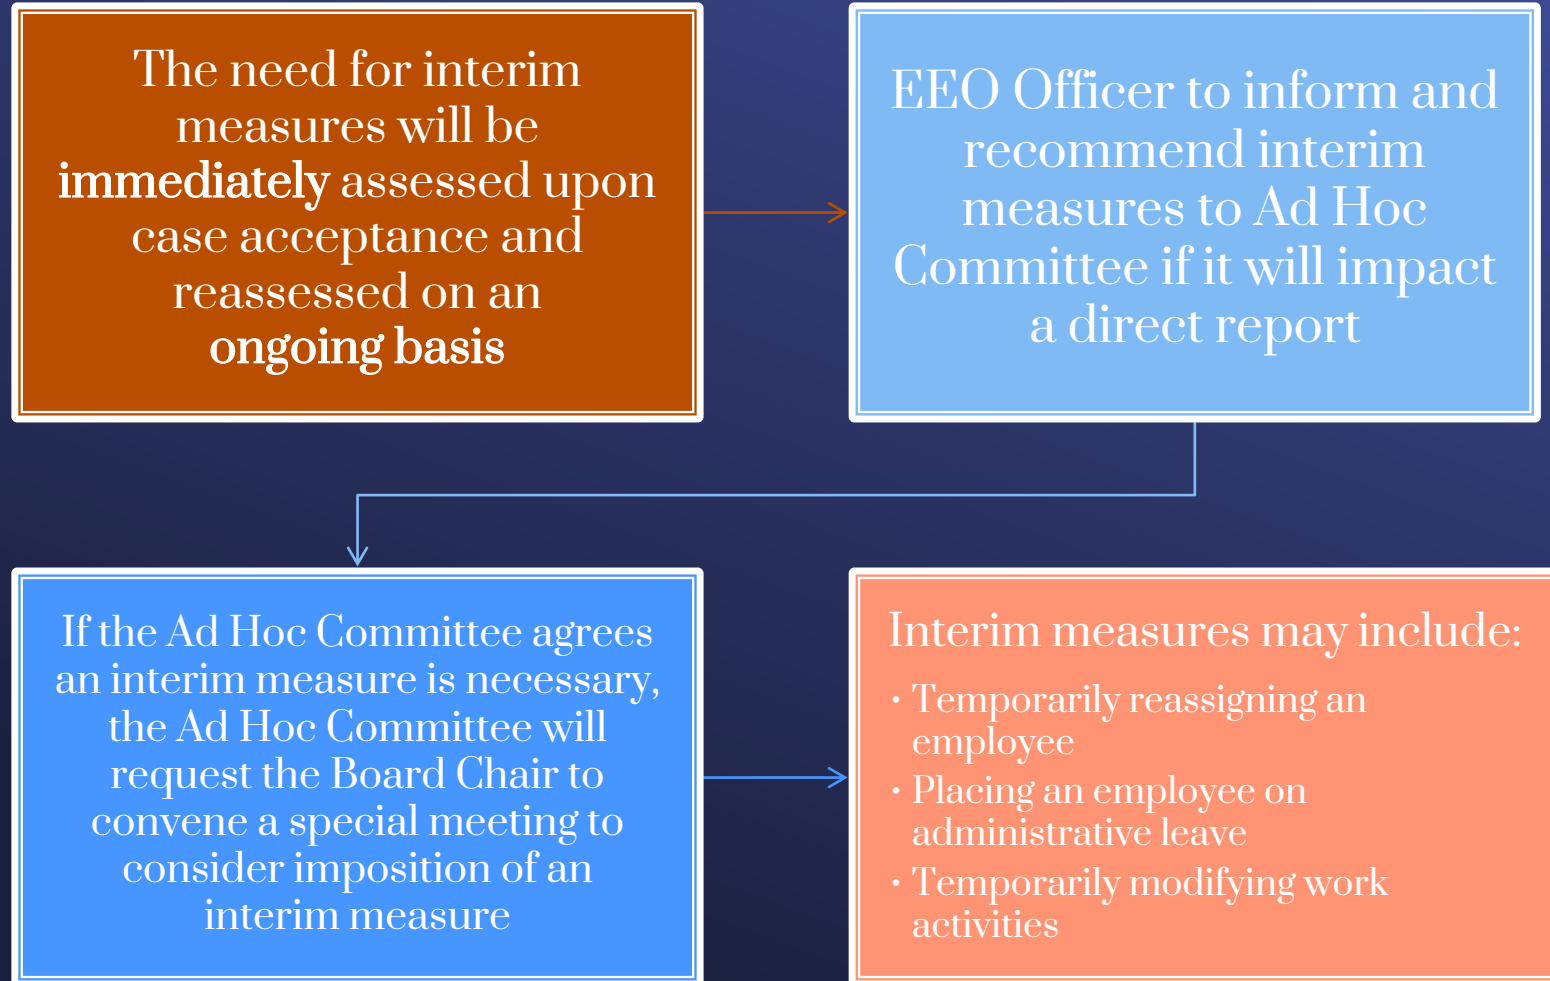 The need for interim
measures will be
immediately assessed upon
case acceptance and
reassessed on an
ongoing basis
EEO Officer to inform and
recommend interim
measures to Ad Hoc
Committee if it will impact
a direct report
If the Ad Hoc Committee agrees
an interim measure is necessary,
the Ad Hoc Committee will
request the Board Chair to
convene a special meeting to
consider imposition of an
interim measure
Interim measures may include:
• Temporarily reassigning an
employee
• Placing an employee on
administrative leave
• Temporarily modifying work
activities